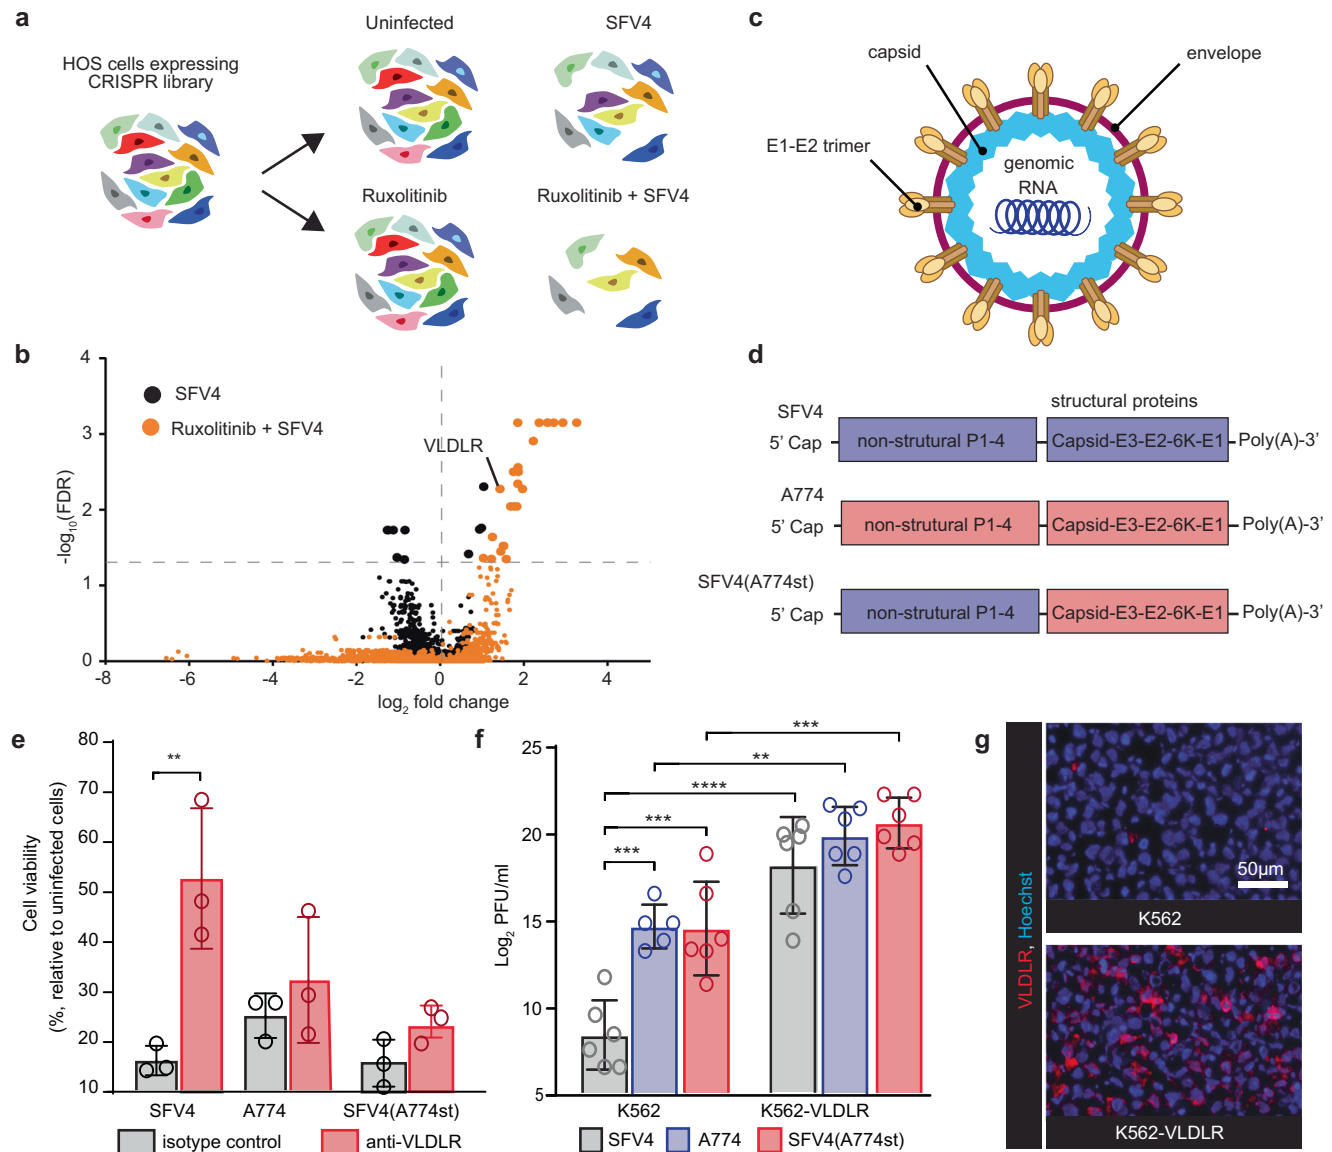 a
Uninfected
SFV4
HOS cells expressing
CRISPR library
Ruxolitinib
Ruxolitinib + SFV4
c
capsid
envelope
E1-E2 trimer
genomic
RNA
b
4
3
2
1
0
-log10(FDR)
SFV4
Ruxolitinib + SFV4
VLDLR
-8
-6
-4
-2
0
2
4
log2 fold change
d
structural proteins
SFV4
5' Cap
non-strutural P1-4
Capsid-E3-E2-6K-E1
Poly(A)-3'
A774
5' Cap
non-strutural P1-4
Capsid-E3-E2-6K-E1
Poly(A)-3'
SFV4(A774st)
5' Cap
non-strutural P1-4
Capsid-E3-E2-6K-E1
Poly(A)-3'
e
80
70
60
50
40
30
20
10
Cell viability
(%, relative to uninfected cells)
**
SFV4
A774
SFV4(A774st)
isotype control
anti-VLDLR
f
25
20
15
10
5
Log2 PFU/ml
***
**
****
***
***
K562
K562-VLDLR
SFV4
A774
SFV4(A774st)
g
VLDLR, Hoechst
50µm
K562
K562-VLDLR